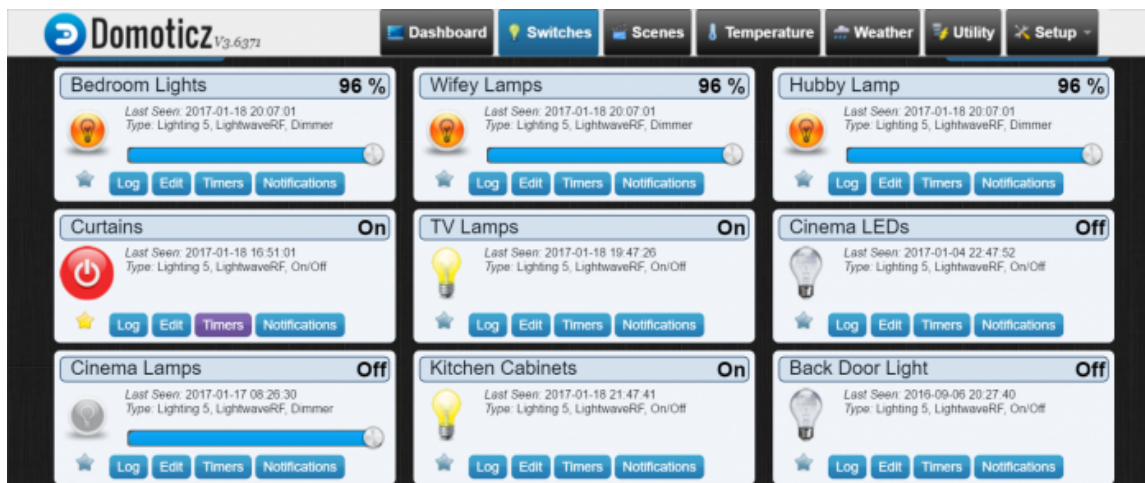 Domoticz V3.6371
Dashboard Switches Scenes Temperature Weather Utility Setup
Bedroom Lights 96 %
Last Seen: 2017-01-18 20:07:01
Type: Lighting 5, LightwaveRF, Dimmer
Log Edit Timers Notifications
Wifey Lamps 96 %
Last Seen: 2017-01-18 20:07:01
Type: Lighting 5, LightwaveRF, Dimmer
Log Edit Timers Notifications
Hubby Lamp 96 %
Last Seen: 2017-01-18 20:07:01
Type: Lighting 5, LightwaveRF, Dimmer
Log Edit Timers Notifications
Curtains On
Last Seen: 2017-01-18 16:51:01
Type: Lighting 5, LightwaveRF, On/Off
Log Edit Timers Notifications
TV Lamps On
Last Seen: 2017-01-18 19:47:26
Type: Lighting 5, LightwaveRF, On/Off
Log Edit Timers Notifications
Cinema LEDs Off
Last Seen: 2017-01-04 22:47:52
Type: Lighting 5, LightwaveRF, On/Off
Log Edit Timers Notifications
Cinema Lamps Off
Last Seen: 2017-01-17 08:26:30
Type: Lighting 5, LightwaveRF, Dimmer
Log Edit Timers Notifications
Kitchen Cabinets On
Last Seen: 2017-01-18 21:47:41
Type: Lighting 5, LightwaveRF, On/Off
Log Edit Timers Notifications
Back Door Light Off
Last Seen: 2016-09-06 20:27:40
Type: Lighting 5, LightwaveRF, On/Off
Log Edit Timers Notifications